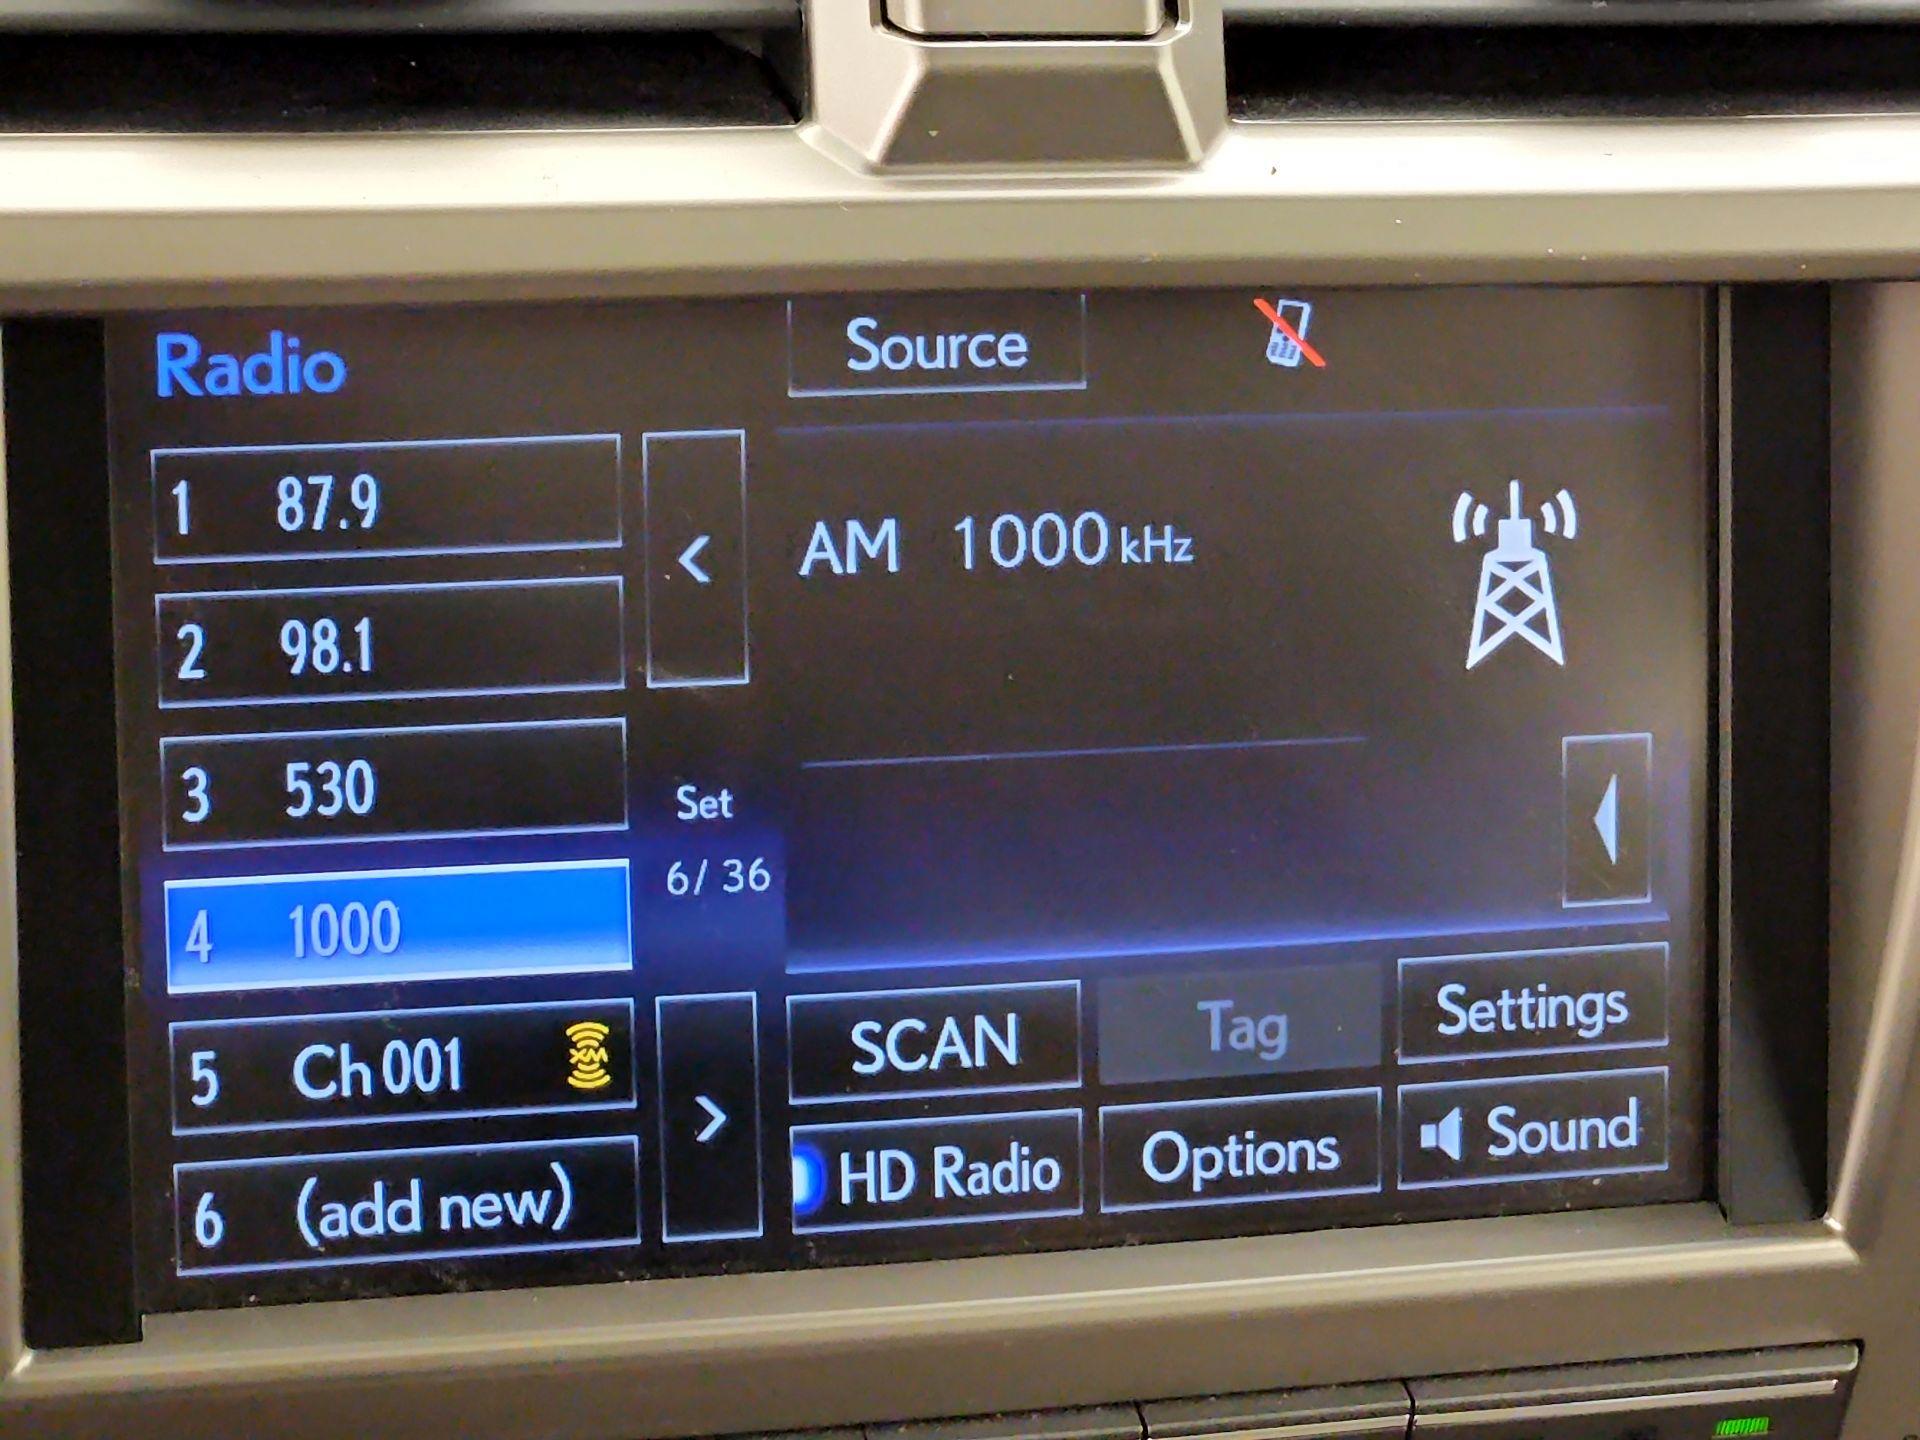 Radio
Source
1 87.9
2 98.1
3 530
4 1000
5 Ch 001 XM
6 (add new)
<
Set
6/ 36
>
AM 1000 kHz
SCAN
Tag
Settings
HD Radio
Options
Sound